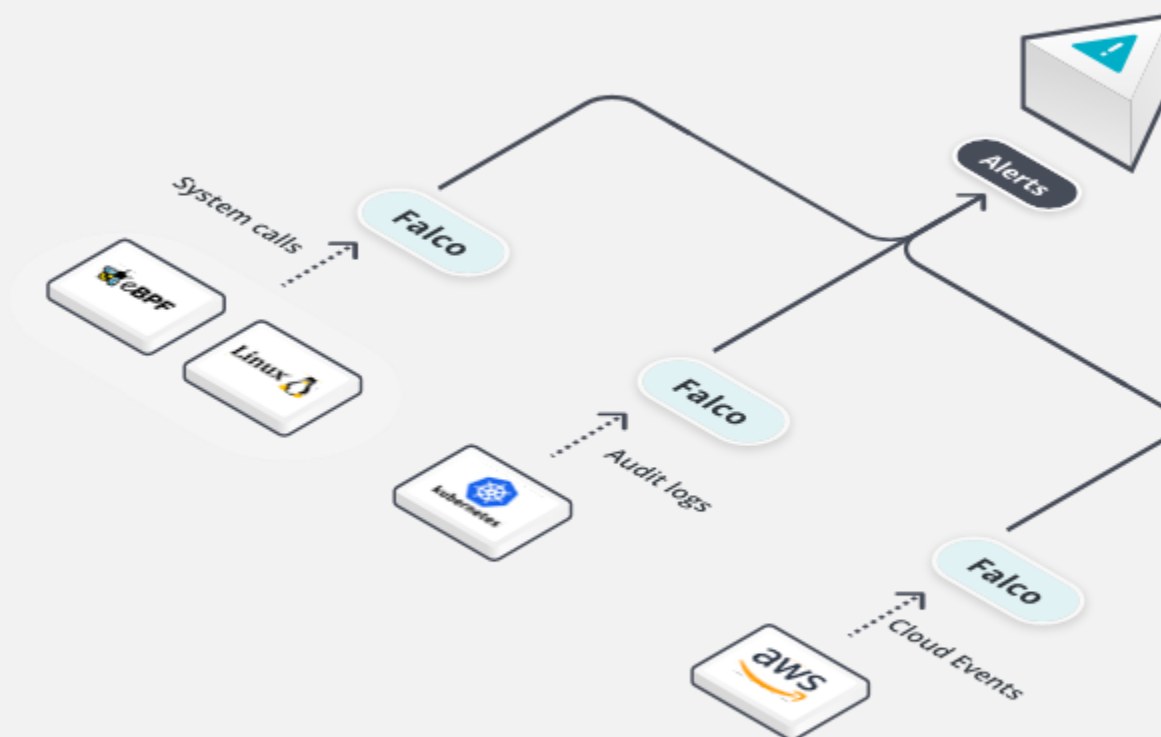 Alerts
System calls
Falco
eBPF
Linux
Falco
Audit logs
kubernetes
Falco
Cloud Events
aws